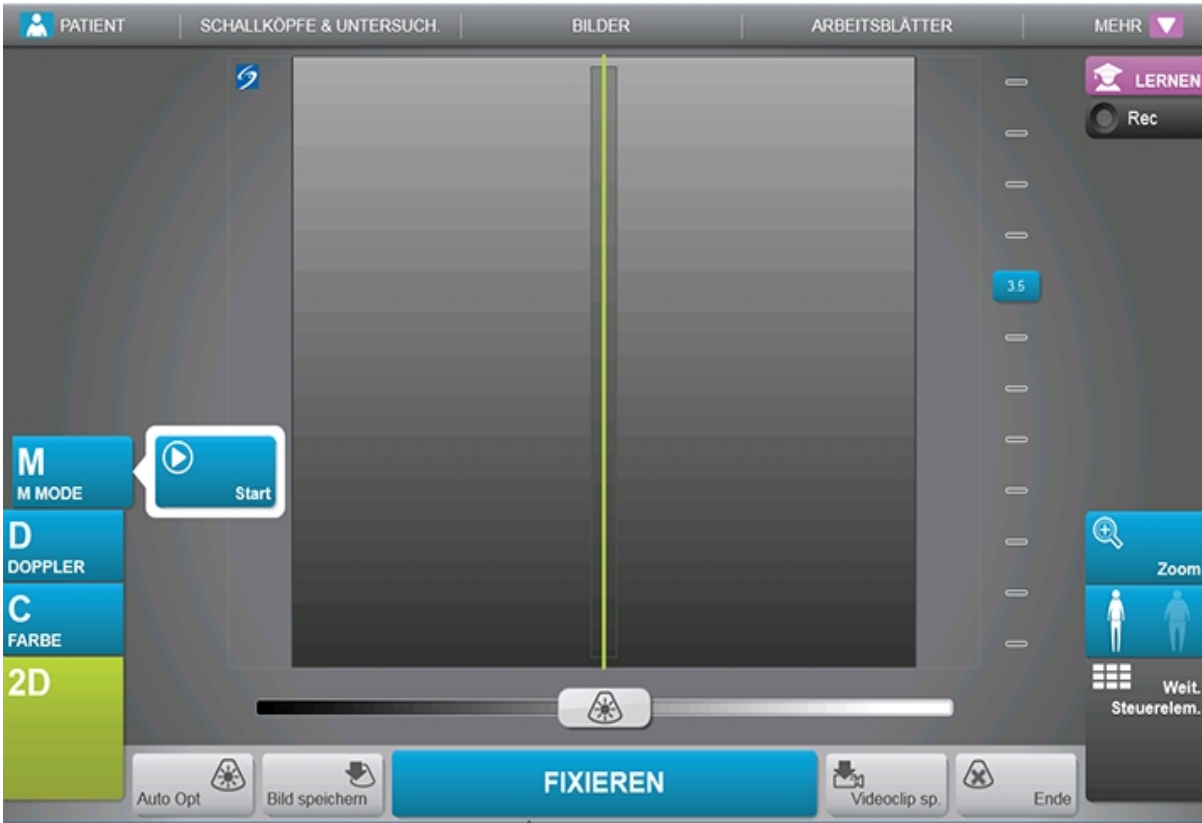 PATIENT
SCHALLKÖPFE & UNTERSUCH.
BILDER
ARBEITSBLÄTTER
MEHR
LERNEN
Rec
3.5
M
M MODE
Start
D
DOPPLER
C
FARBE
2D
Zoom
Weit.
Steuerelem.
Auto Opt
Bild speichern
FIXIEREN
Videoclip sp.
Ende